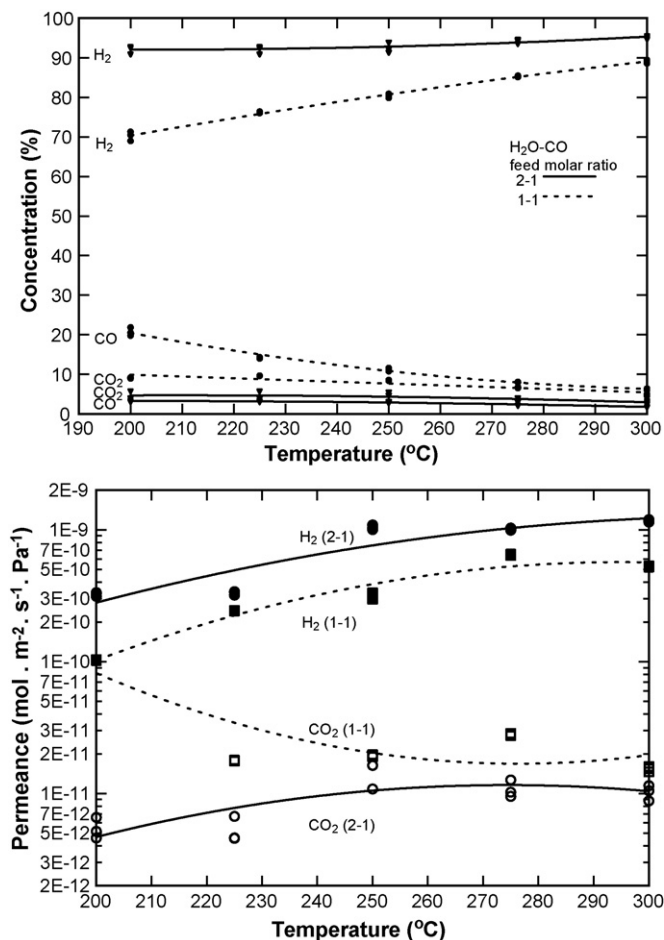 100
90
80
70
60
50
40
30
20
10
0
Concentration (%)
H₂
H₂
H₂O-CO
feed molar ratio
2-1
1-1
CO
CO₂
CO₂
CO
190 200 210 220 230 240 250 260 270 280 290 300
Temperature (ºC)
2E-9
1E-9
7E-10
5E-10
3E-10
2E-10
1E-10
7E-11
5E-11
3E-11
2E-11
1E-11
7E-12
5E-12
3E-12
2E-12
Permeance (mol . m⁻². s⁻¹. Pa⁻¹)
H₂ (2-1)
H₂ (1-1)
CO₂ (1-1)
CO₂ (2-1)
200 210 220 230 240 250 260 270 280 290 300
Temperature (ºC)